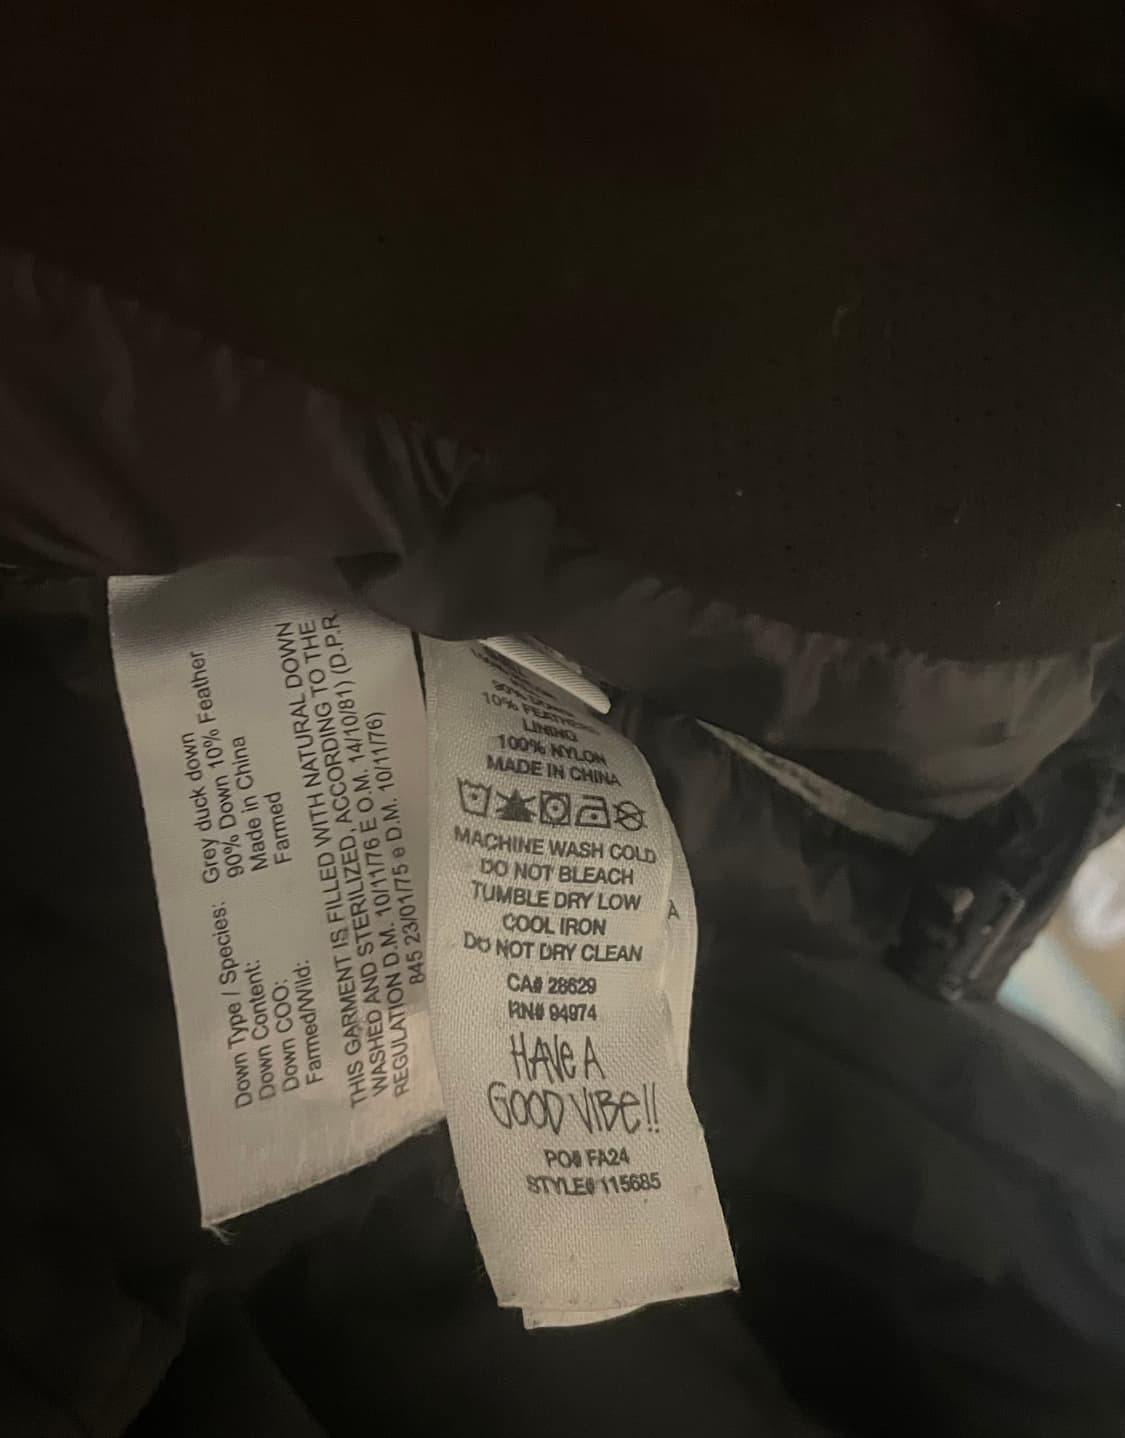 Down Type / Species: Grey duck down
Down Content: 90% Down 10% Feather
Down COO: Made in China
Farmed/Wild: Farmed
THIS GARMENT IS FILLED WITH NATURAL DOWN
WASHED AND STERILIZED, ACCORDING TO THE
REGULATION D.M. 10/11/76 E O.M. 14/10/81) (D.P.R.
845 23/01/75 e D.M. 10/11/76)
10% FEATHER
LINING
100% NYLON
MADE IN CHINA
MACHINE WASH COLD
DO NOT BLEACH
TUMBLE DRY LOW
COOL IRON
DO NOT DRY CLEAN
CA# 28629
RN# 94974
HAVe A
GOOD VIBe!!
PO# FA24
STYLE# 115685
A